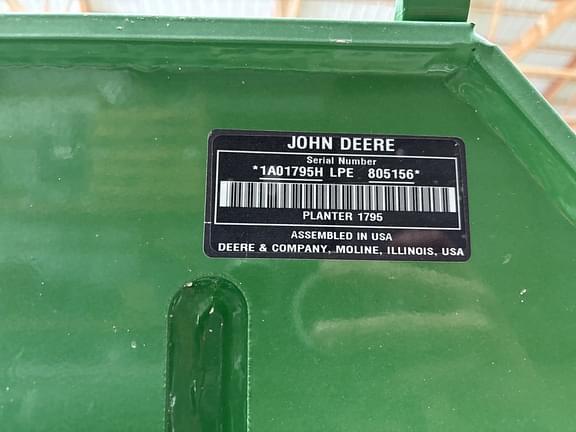 JOHN DEERE
Serial Number
*1A01795H LPE 805156*
PLANTER 1795
ASSEMBLED IN USA
DEERE & COMPANY, MOLINE, ILLINOIS, USA